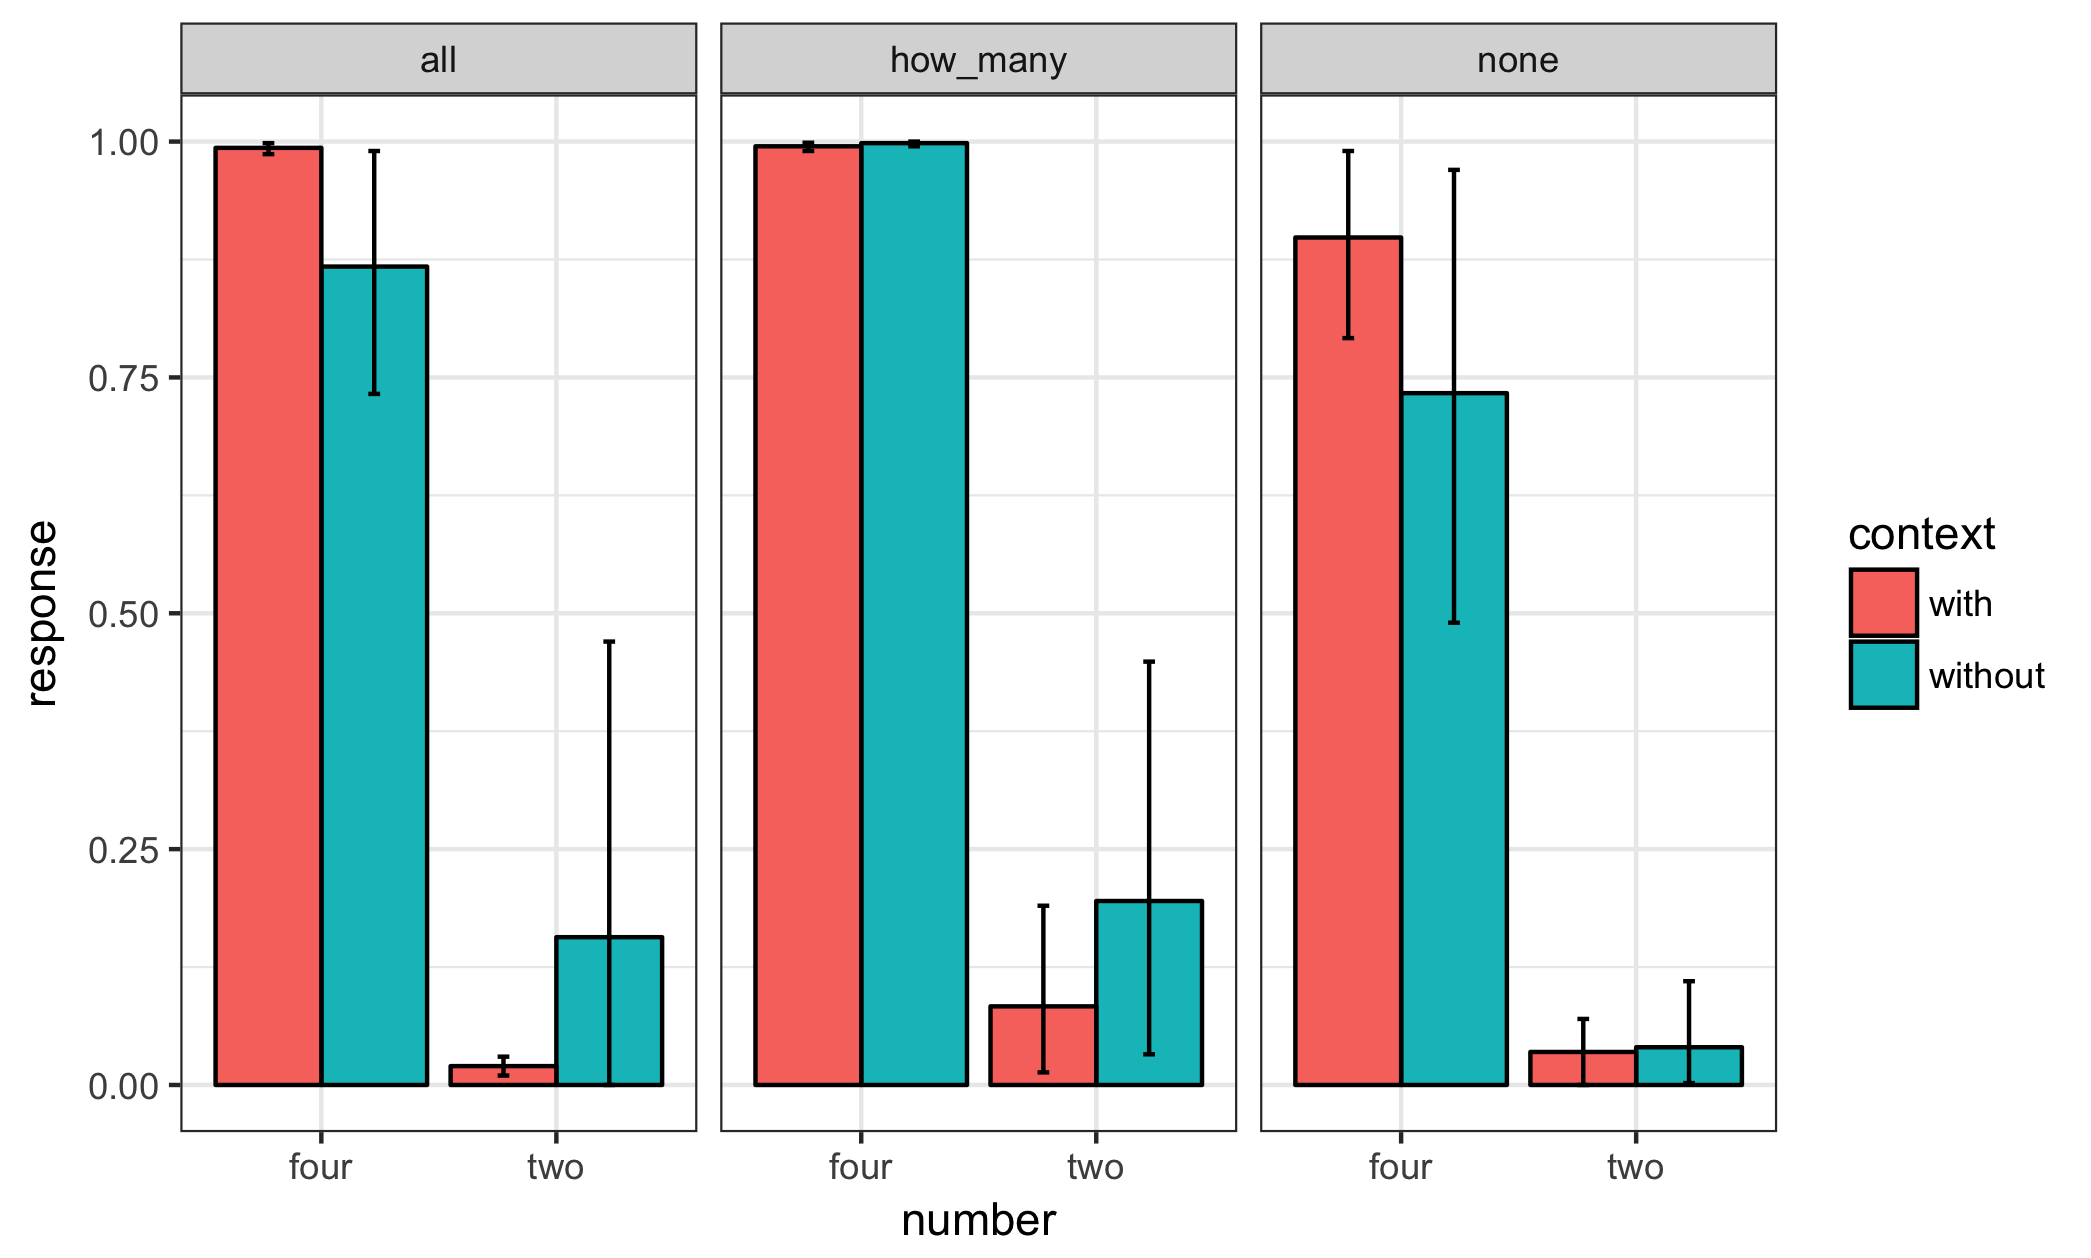 all
how_many
none
1.00
0.75
0.50
0.25
0.00
response
four
two
four
two
four
two
number
context
with
without